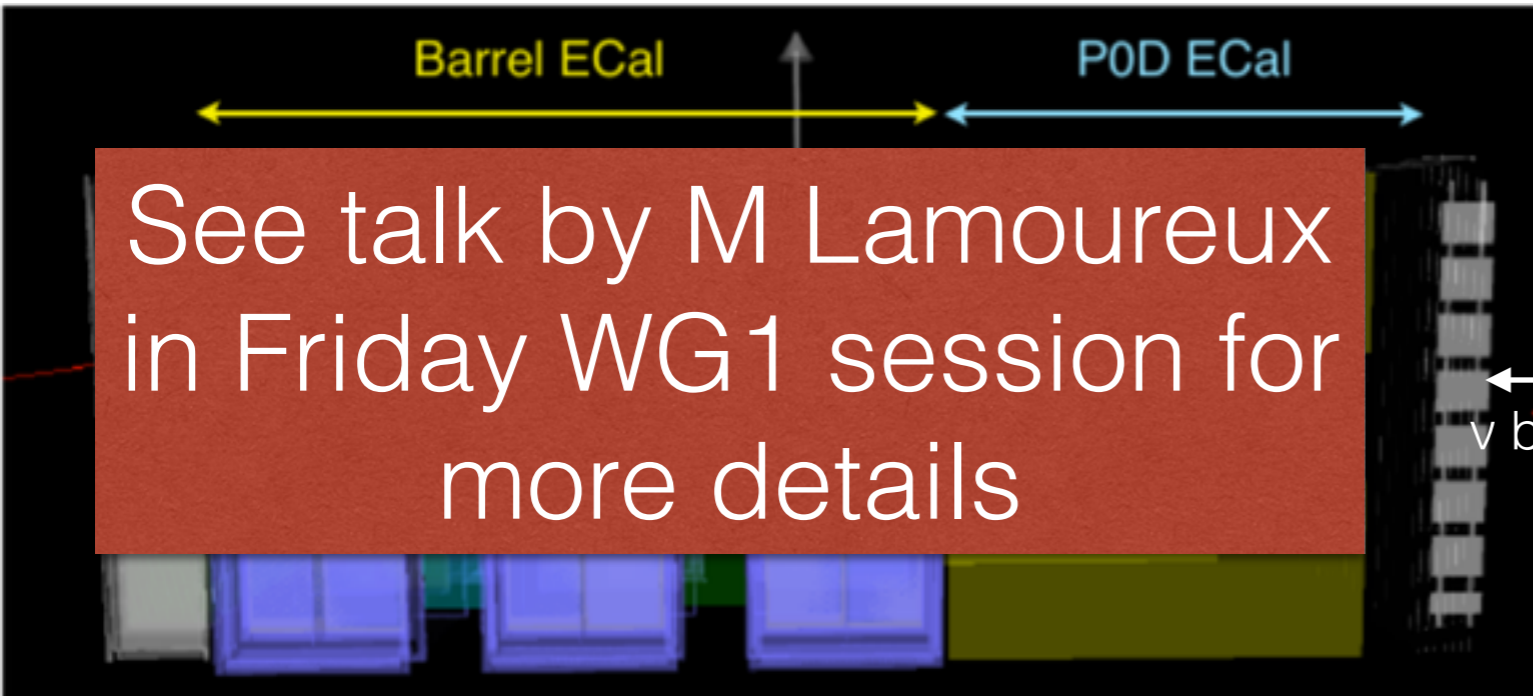 Barrel ECal
P0D ECal
See talk by M Lamoureux
in Friday WG1 session for
more details
ν b